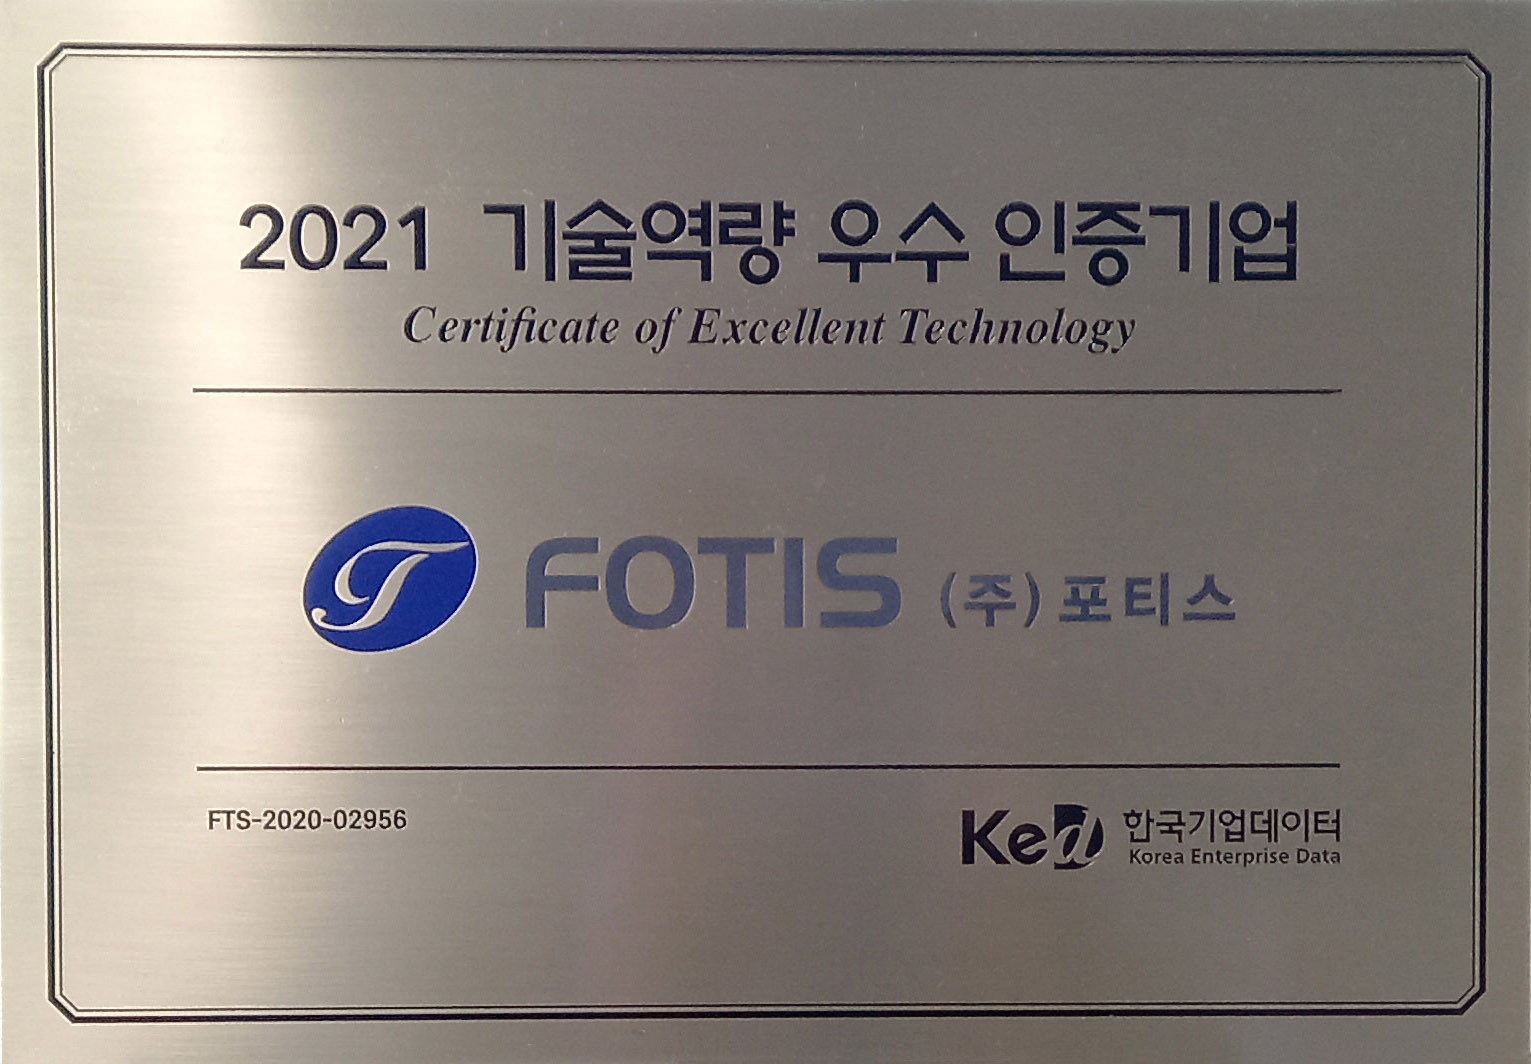 2021 기술역량 우수 인증기업
Certificate of Excellent Technology
FOTIS (주)포티스
FTS-2020-02956
Ked 한국기업데이터
Korea Enterprise Data